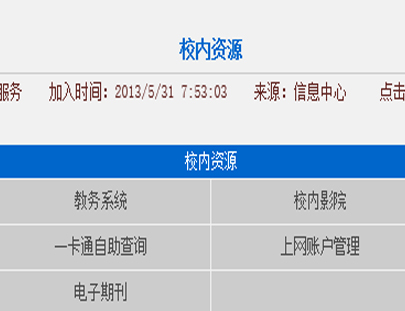 校内资源
服务 加入时间：2013/5/31 7:53:03 来源：信息中心 点击
校内资源
教务系统 校内影院
一卡通自助查询 上网账户管理
电子期刊